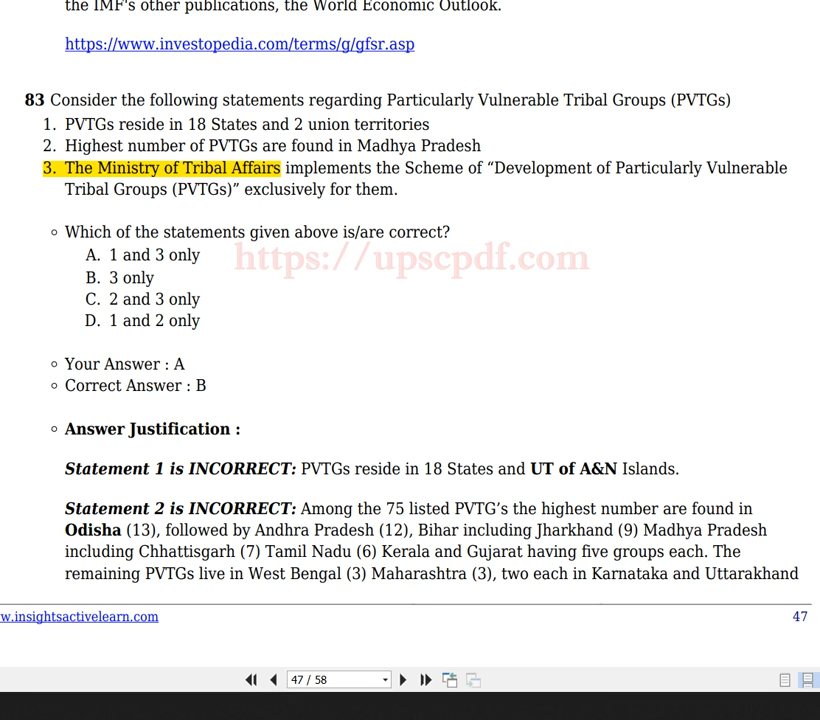 the IMF's other publications, the World Economic Outlook.
https://www.investopedia.com/terms/g/gfsr.asp
83 Consider the following statements regarding Particularly Vulnerable Tribal Groups (PVTGs)
1. PVTGs reside in 18 States and 2 union territories
2. Highest number of PVTGs are found in Madhya Pradesh
3. The Ministry of Tribal Affairs implements the Scheme of “Development of Particularly Vulnerable
Tribal Groups (PVTGs)” exclusively for them.
Which of the statements given above is/are correct?
A. 1 and 3 only
https://upscpdf.com
B. 3 only
C. 2 and 3 only
D. 1 and 2 only
Your Answer : A
Correct Answer : B
Answer Justification :
Statement 1 is INCORRECT: PVTGs reside in 18 States and UT of A&N Islands.
Statement 2 is INCORRECT: Among the 75 listed PVTG’s the highest number are found in
Odisha (13), followed by Andhra Pradesh (12), Bihar including Jharkhand (9) Madhya Pradesh
including Chhattisgarh (7) Tamil Nadu (6) Kerala and Gujarat having five groups each. The
remaining PVTGs live in West Bengal (3) Maharashtra (3), two each in Karnataka and Uttarakhand
w.insightsactivelearn.com
47
47 / 58